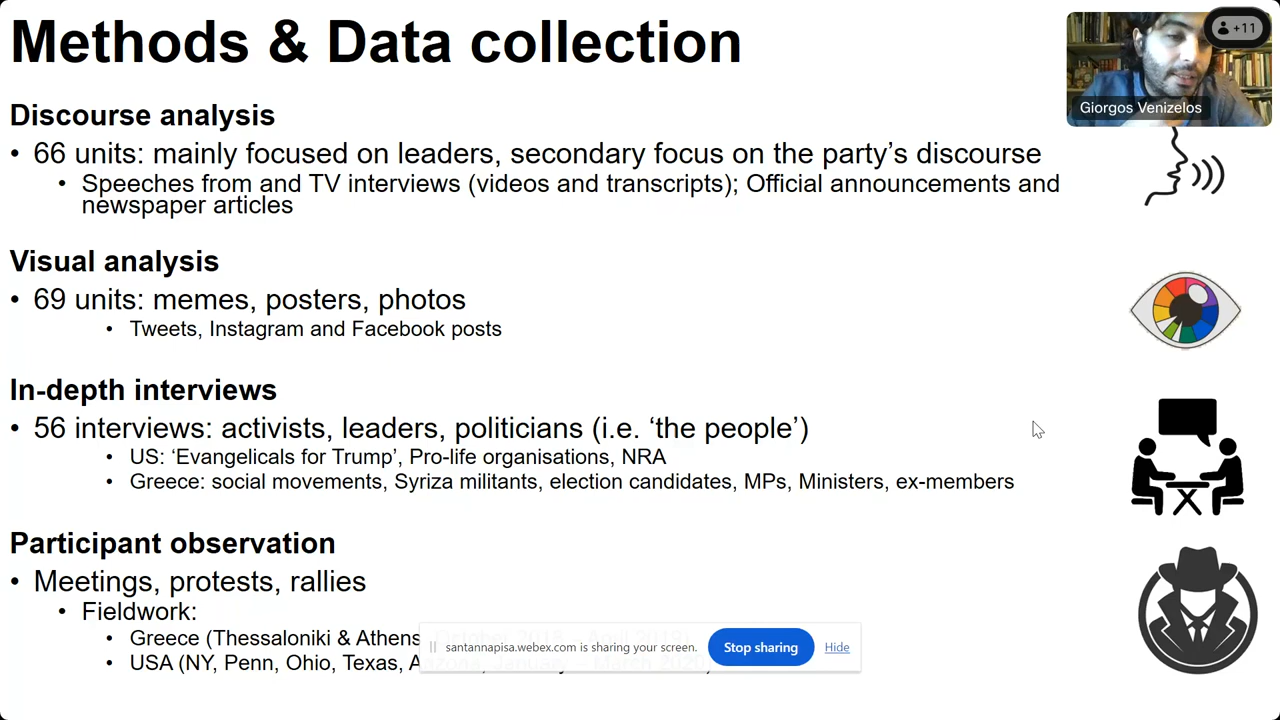 Methods & Data collection
+11
Giorgos Venizelos
Discourse analysis
• 66 units: mainly focused on leaders, secondary focus on the party’s discourse
• Speeches from and TV interviews (videos and transcripts); Official announcements and
newspaper articles
Visual analysis
• 69 units: memes, posters, photos
• Tweets, Instagram and Facebook posts
In-depth interviews
• 56 interviews: activists, leaders, politicians (i.e. ‘the people’)
• US: ‘Evangelicals for Trump’, Pro-life organisations, NRA
• Greece: social movements, Syriza militants, election candidates, MPs, Ministers, ex-members
Participant observation
• Meetings, protests, rallies
• Fieldwork:
• Greece (Thessaloniki & Athens
• USA (NY, Penn, Ohio, Texas,
santannapisa.webex.com is sharing your screen.
Stop sharing
Hide